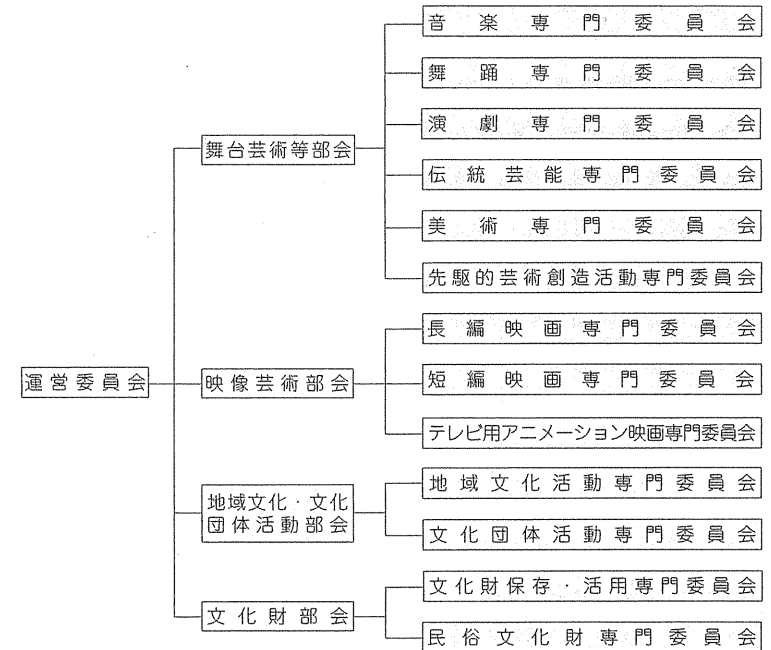 音楽専門委員会
舞踊専門委員会
演劇専門委員会
舞台芸術等部会
伝統芸能専門委員会
美術専門委員会
先駆的芸術創造活動専門委員会
長編映画専門委員会
運営委員会
映像芸術部会
短編映画専門委員会
テレビ用アニメーション映画専門委員会
地域文化・文化
団体活動部会
地域文化活動専門委員会
文化団体活動専門委員会
文化財部会
文化財保存・活用専門委員会
民俗文化財専門委員会